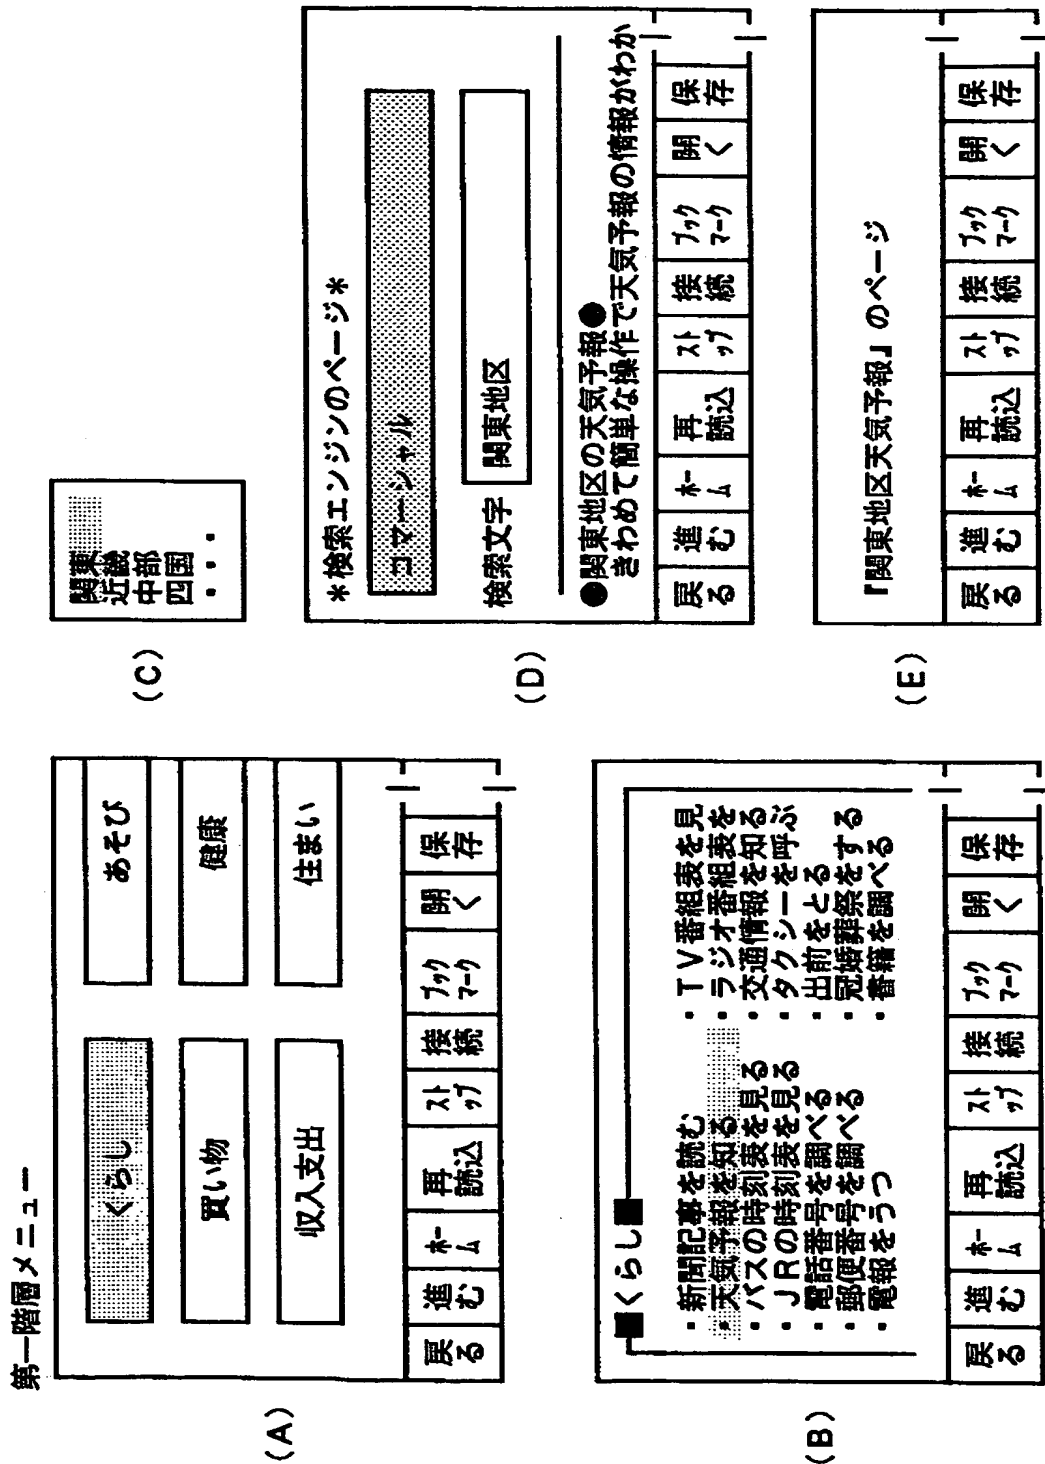 第一階層メニュー
(A)
くらし
あそび
買い物
健康
収入支出
住まい
戻る
進む
ホーム
再読込
ストップ
接続
ブックマーク
開く
保存
(B)
■くらし■
・新聞記事を読む
・天気予報を知る
・バスの時刻表を見る
・JRの時刻表を見る
・電話番号を調べる
・郵便番号を調べる
・電報をうつ
・TV番組表を見
・ラジオ番組表を
・交通情報を知る
・タクシーを呼ぶ
・出前をとる
・冠婚葬祭をする
・書籍を調べる
戻る
進む
ホーム
再読込
ストップ
接続
ブックマーク
開く
保存
(C)
関東
近畿
中部
四国
・・・・
(D)
*検索エンジンのページ*
コマーシャル
検索文字 関東地区
●関東地区の天気予報●
きわめて簡単な操作で天気予報の情報がわか
戻る
進む
ホーム
再読込
ストップ
接続
ブックマーク
開く
保存
(E)
『関東地区天気予報』のページ
戻る
進む
ホーム
再読込
ストップ
接続
ブックマーク
開く
保存